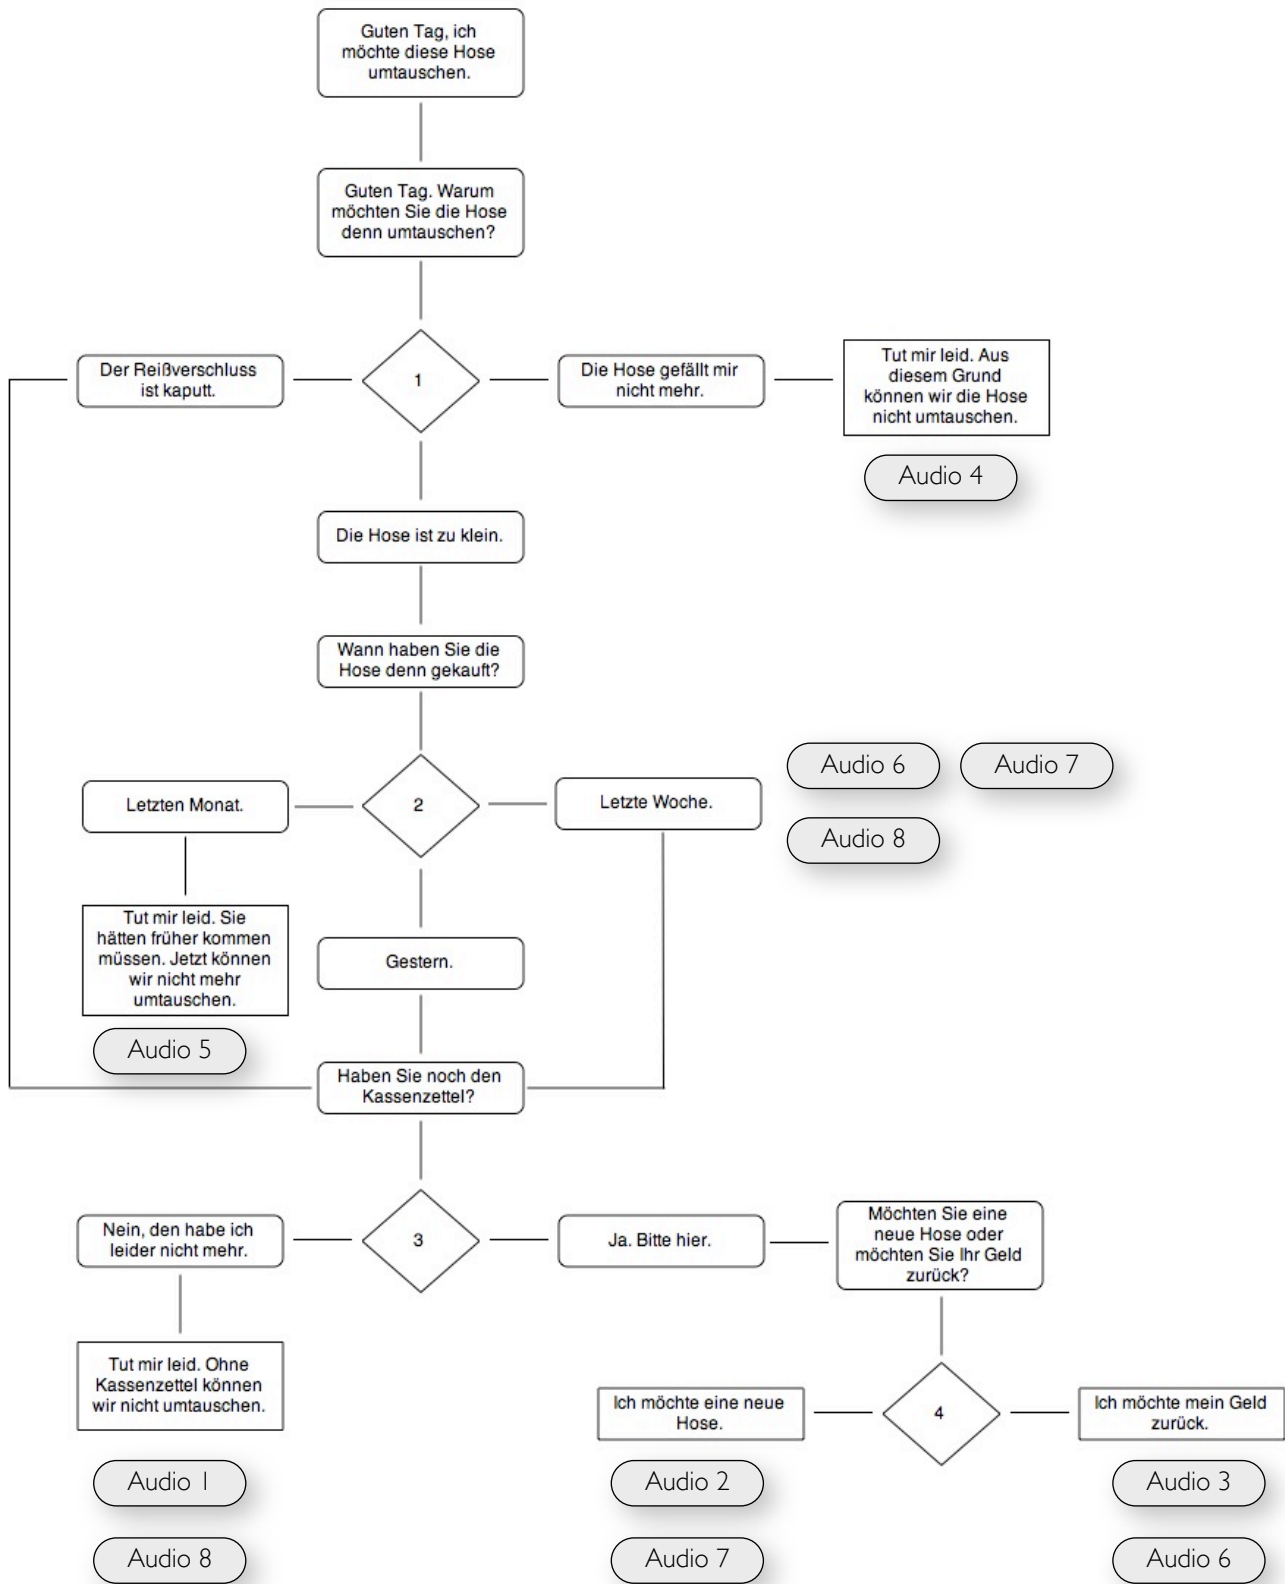 Guten Tag, ich
möchte diese Hose
umtauschen.
Guten Tag. Warum
möchten Sie die Hose
denn umtauschen?
Der Reißverschluss
ist kaputt.
1
Die Hose gefällt mir
nicht mehr.
Tut mir leid. Aus
diesem Grund
können wir die Hose
nicht umtauschen.
Audio 4
Die Hose ist zu klein.
Wann haben Sie die
Hose denn gekauft?
Letzten Monat.
2
Letzte Woche.
Audio 6
Audio 7
Audio 8
Tut mir leid. Sie
hätten früher kommen
müssen. Jetzt können
wir nicht mehr
umtauschen.
Audio 5
Gestern.
Haben Sie noch den
Kassenzettel?
Nein, den habe ich
leider nicht mehr.
3
Ja. Bitte hier.
Möchten Sie eine
neue Hose oder
möchten Sie Ihr Geld
zurück?
Tut mir leid. Ohne
Kassenzettel können
wir nicht umtauschen.
Ich möchte eine neue
Hose.
4
Ich möchte mein Geld
zurück.
Audio 1
Audio 2
Audio 3
Audio 8
Audio 7
Audio 6